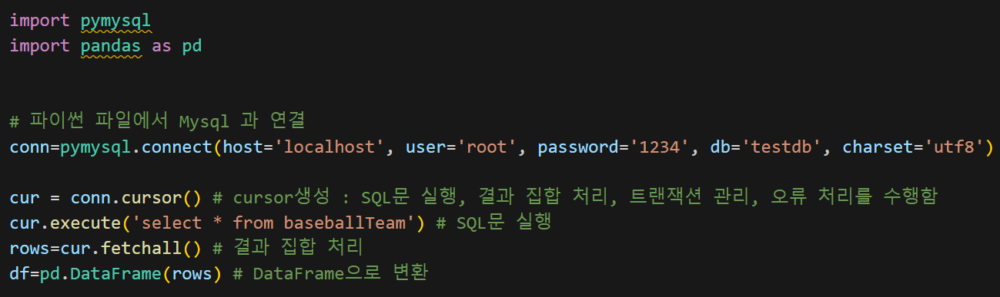 import pymysql
import pandas as pd
# 파이썬 파일에서 Mysql 과 연결
conn=pymysql.connect(host='localhost', user='root', password='1234', db='testdb', charset='utf8')
cur = conn.cursor() # cursor생성 : SQL문 실행, 결과 집합 처리, 트랜잭션 관리, 오류 처리를 수행함
cur.execute('select * from baseballTeam') # SQL문 실행
rows=cur.fetchall() # 결과 집합 처리
df=pd.DataFrame(rows) # DataFrame으로 변환